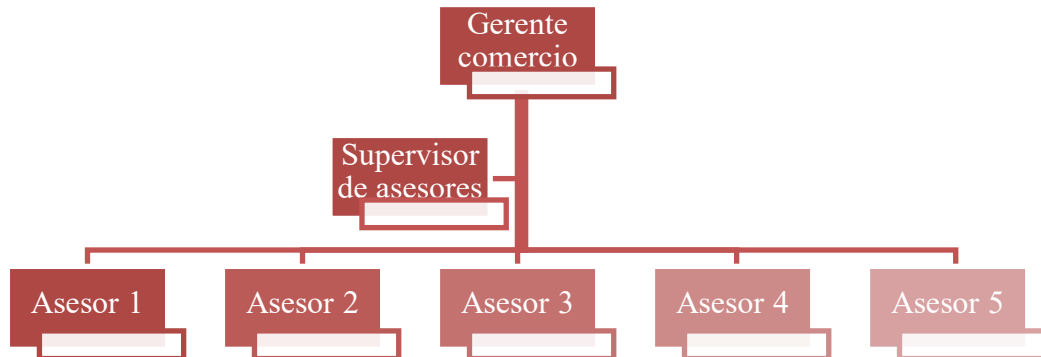 Gerente
comercio
Supervisor
de asesores
Asesor 1
Asesor 2
Asesor 3
Asesor 4
Asesor 5